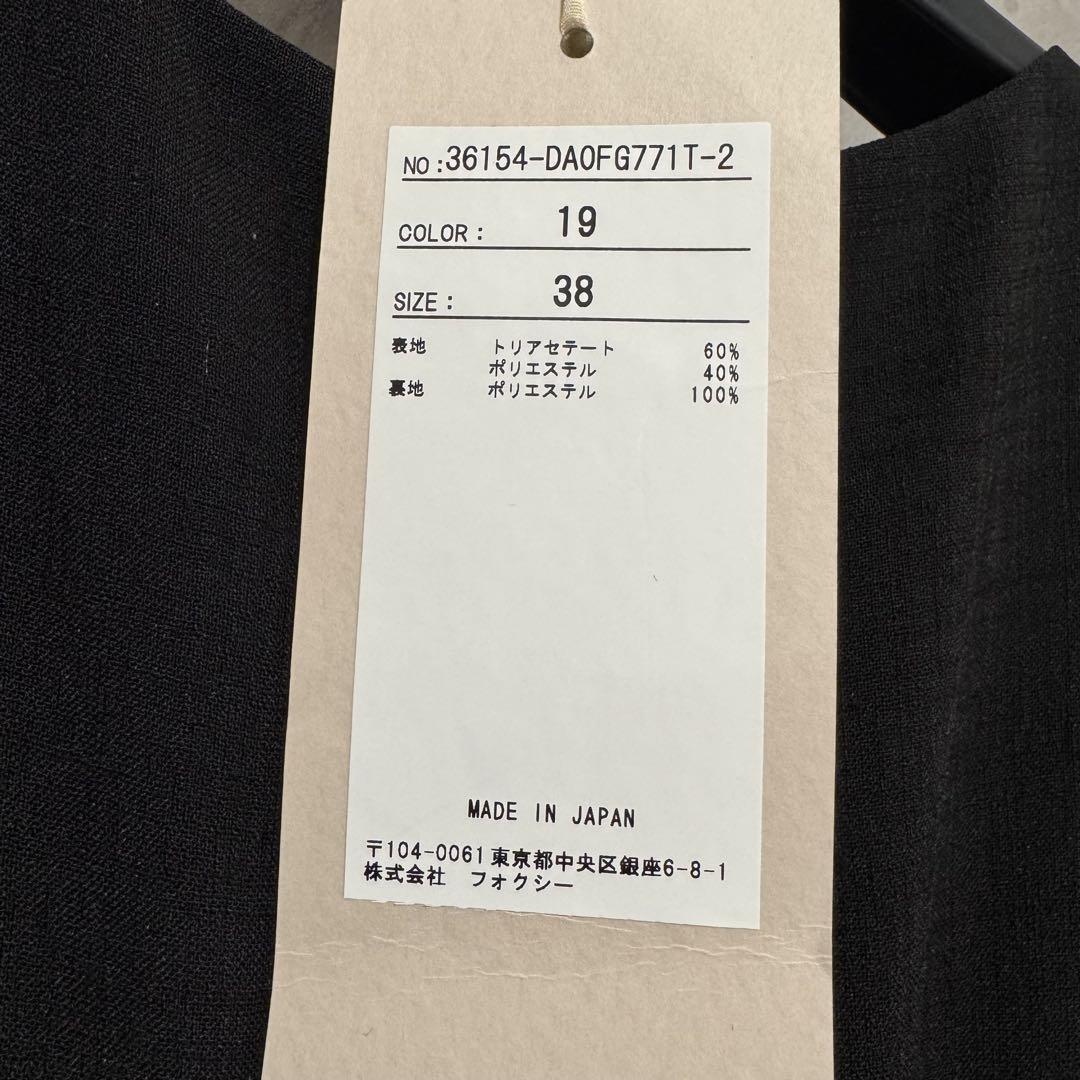 NO:36154-DA0FG771T-2
COLOR: 19
SIZE: 38
表地 トリアセテート 60%
ポリエステル 40%
裏地 ポリエステル 100%
MADE IN JAPAN
〒104-0061東京都中央区銀座6-8-1
株式会社 フォクシー